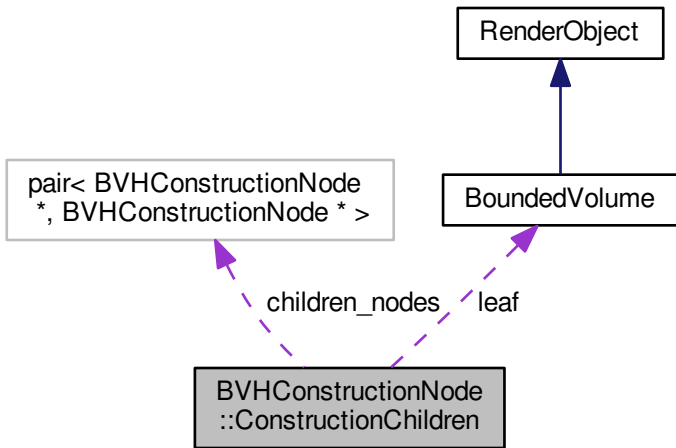 RenderObject
pair< BVHConstructionNode
*, BVHConstructionNode * >
BoundedVolume
children_nodes
leaf
BVHConstructionNode
::ConstructionChildren